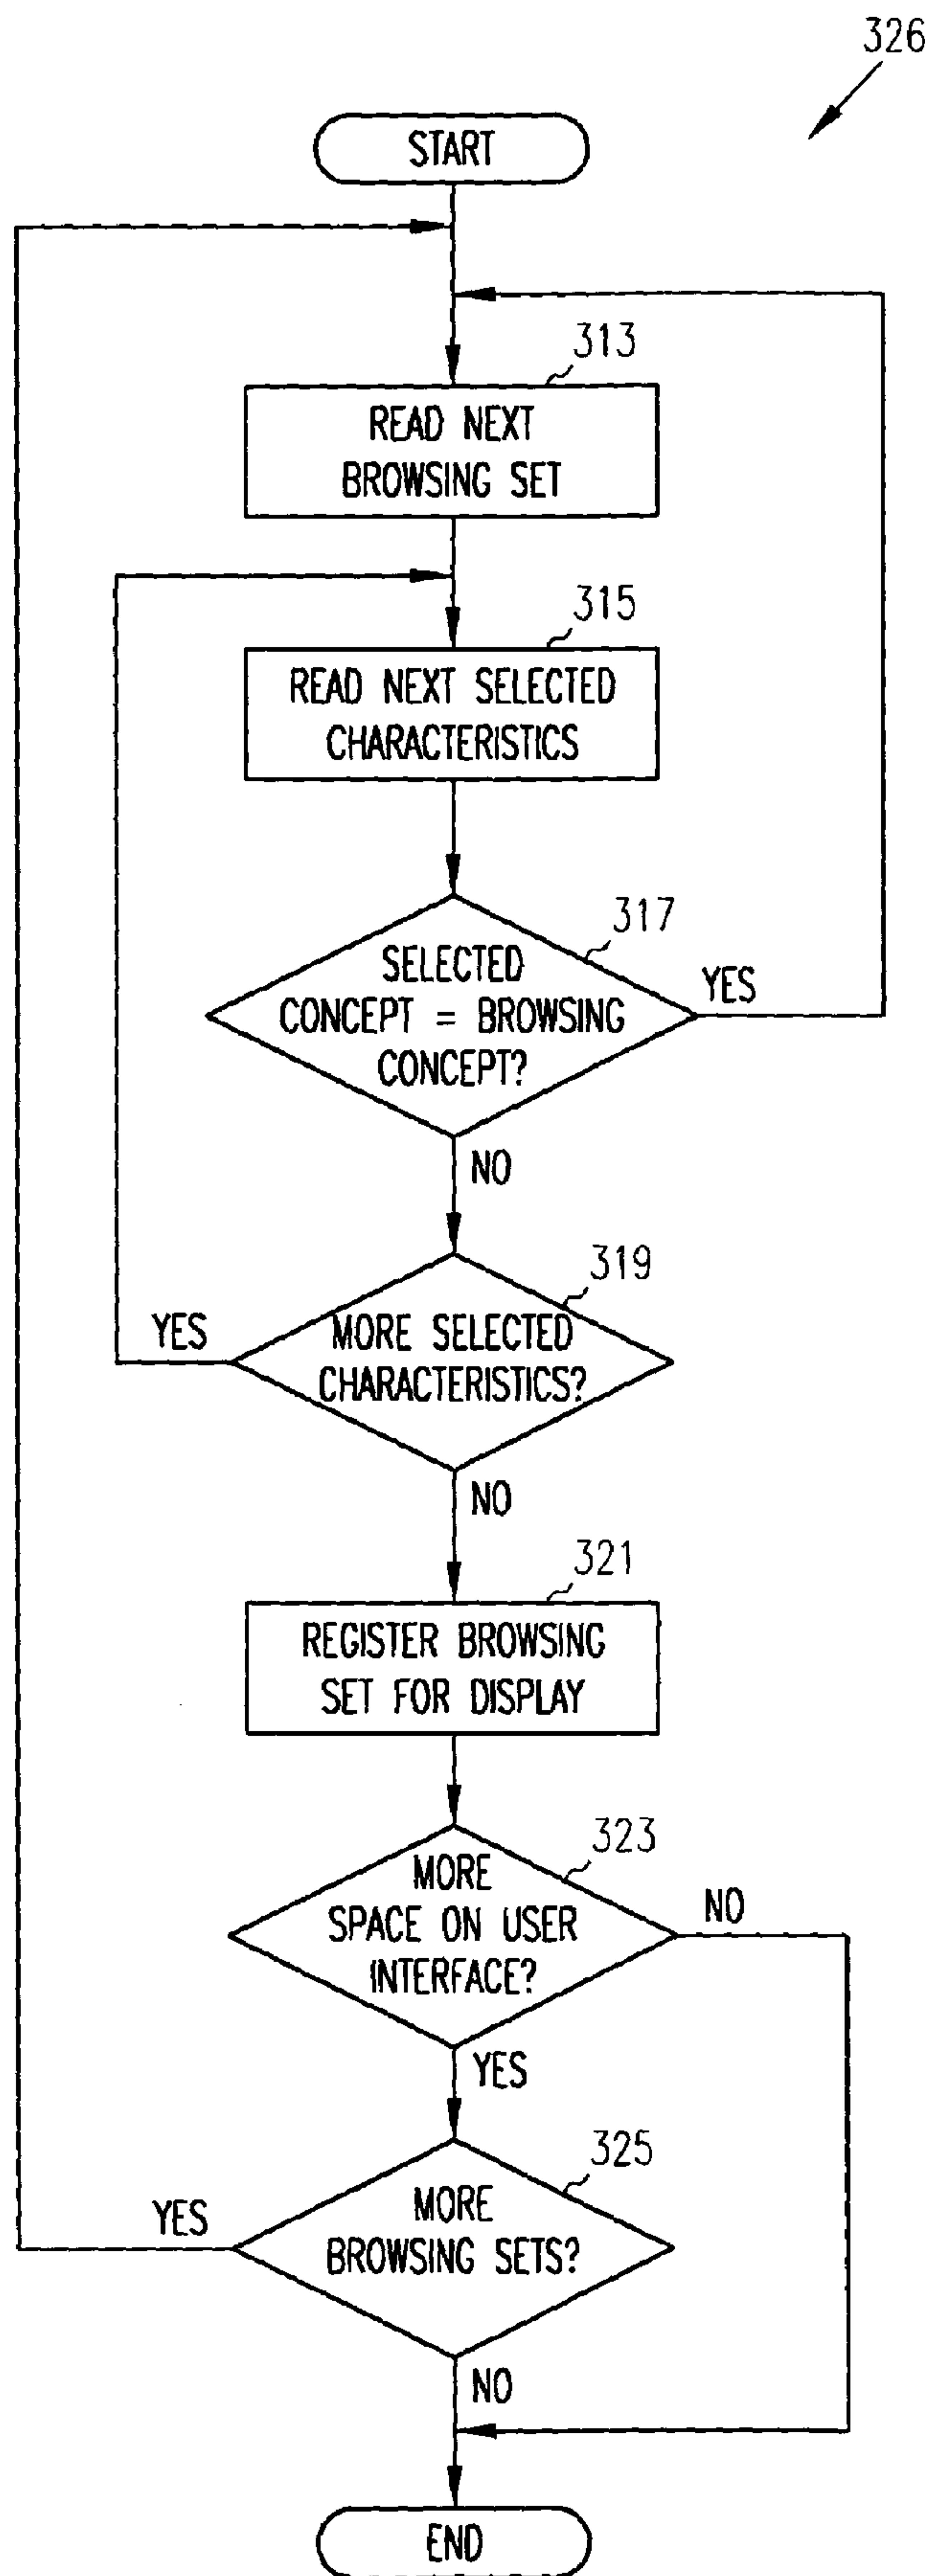 326
START
313
READ NEXT
BROWSING SET
315
READ NEXT SELECTED
CHARACTERISTICS
317
SELECTED
CONCEPT = BROWSING
CONCEPT?
YES
NO
319
MORE SELECTED
CHARACTERISTICS?
YES
NO
321
REGISTER BROWSING
SET FOR DISPLAY
323
MORE
SPACE ON USER
INTERFACE?
NO
YES
325
MORE
BROWSING SETS?
YES
NO
END